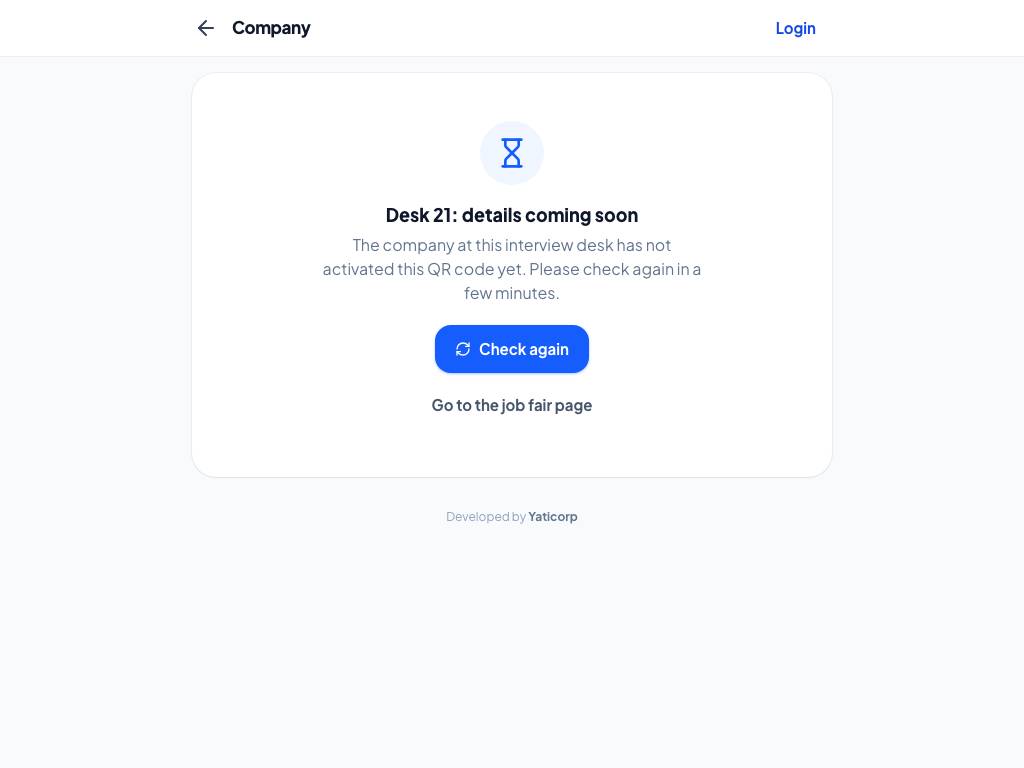 Company
Login
Desk 21: details coming soon
The company at this interview desk has not
activated this QR code yet. Please check again in a
few minutes.
Check again
Go to the job fair page
Developed by Yaticorp